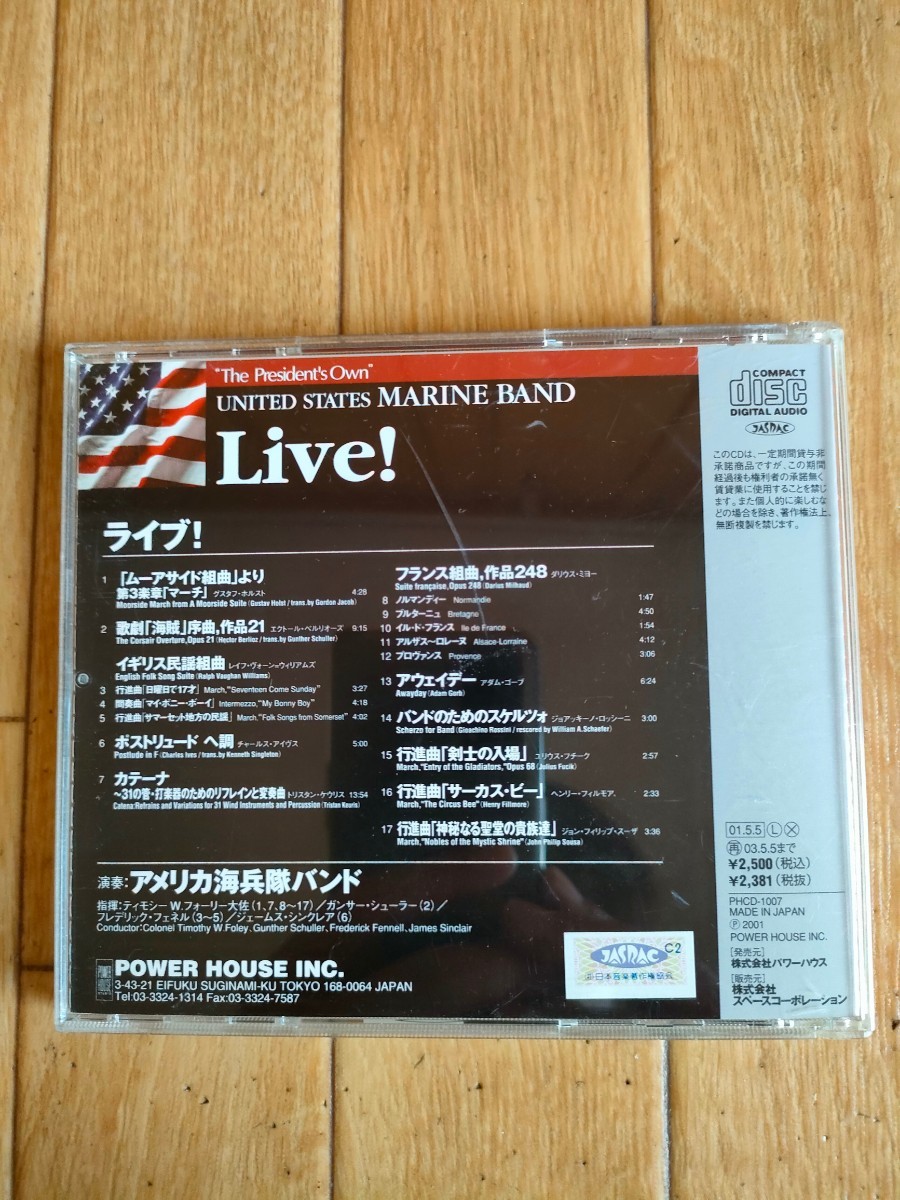 "The President's Own"
UNITED STATES MARINE BAND
Live!
ライブ!
1 「ムーアサイド組曲」より
第3楽章「マーチ」 グスタフ・ホルスト 4:28
Moorside March from A Moorside Suite (Gustav Holst / trans.by Gordon Jacob)
2 歌劇「海賊」序曲,作品21 エクトール・ベルリオーズ 9:15
The Corsair Overture,Opus 21 (Hector Berlioz / trans.by Gunther Schuller)
イギリス民謡組曲 レイフ・ヴォーン=ウィリアムズ
English Folk Song Suite (Ralph Vaughan Williams)
3 行進曲「日曜日で17才」 March,"Seventeen Come Sunday" 3:27
4 間奏曲「マイ・ボニー・ボーイ」 Intermezzo,"My Bonny Boy" 4:18
5 行進曲「サマーセット地方の民謡」 March,"Folk Songs from Somerset" 4:02
6 ポストリュード ヘ調 チャールス・アイヴス 5:00
Postlude in F (Charles Ives / trans.by Kenneth Singleton)
7 カテーナ
〜31の管・打楽器のためのリフレインと変奏曲 トリスタン・ケウリス 13:54
Catena:Refrains and Variations for 31 Wind Instruments and Percussion (Tristan Keuris)
フランス組曲,作品248 ダリウス・ミヨー
Suite française,Opus 248 (Darius Milhaud)
8 ノルマンディー Normandie 1:47
9 ブルターニュ Bretagne 4:50
10 イル・ド・フランス Ile de France 1:54
11 アルザス〜ロレーヌ Alsace-Lorraine 4:12
12 プロヴァンス Provence 3:06
13 アウェイデー アダム・ゴーブ 6:24
Awayday (Adam Gorb)
14 バンドのためのスケルツォ ジョアッキーノ・ロッシーニ 3:00
Scherzo for Band (Gioachino Rossini / rescored by William A.Schaefer)
15 行進曲「剣士の入場」 ユリウス・フチーク 2:57
March,"Entry of the Gladiators,"Opus 68 (Julius Fucik)
16 行進曲「サーカス・ビー」 ヘンリー・フィルモア. 2:33
March,"The Circus Bee" (Henry Fillmore)
17 行進曲「神秘なる聖堂の貴族達」 ジョン・フィリップ・スーザ 3:36
March,"Nobles of the Mystic Shrine" (John Philip Sousa)
演奏:アメリカ海兵隊バンド
指揮:ティモシー W.フォーリー大佐(1、7、8〜17)/ガンサー・シューラー(2)/
フレデリック・フェネル(3〜5)/ジェームス・シンクレア(6)
Conductor:Colonel Timothy W.Foley, Gunther Schuller, Frederick Fennell, James Sinclair
POWER HOUSE INC.
3-43-21 EIFUKU SUGINAMI-KU TOKYO 168-0064 JAPAN
Tel:03-3324-1314 Fax:03-3324-7587
JASRAC C2
日本音楽著作権協会
COMPACT
disc
DIGITAL AUDIO
JASRAC
このCDは、一定期間貸与非
承諾商品ですが、この期間
経過後も権利者の承諾無く
賃貸業に使用することを禁じ
ます。また個人的に楽しむな
どの場合を除き、著作権法上、
無断複製を禁じます。
01.5.5 L X
再 03.5.5まで
¥2,500(税込)
¥2,381(税抜)
PHCD-1007
MADE IN JAPAN
Ⓟ 2001
POWER HOUSE INC.
[発売元]
株式会社パワーハウス
[販売元]
株式会社
スペースコーポレーション